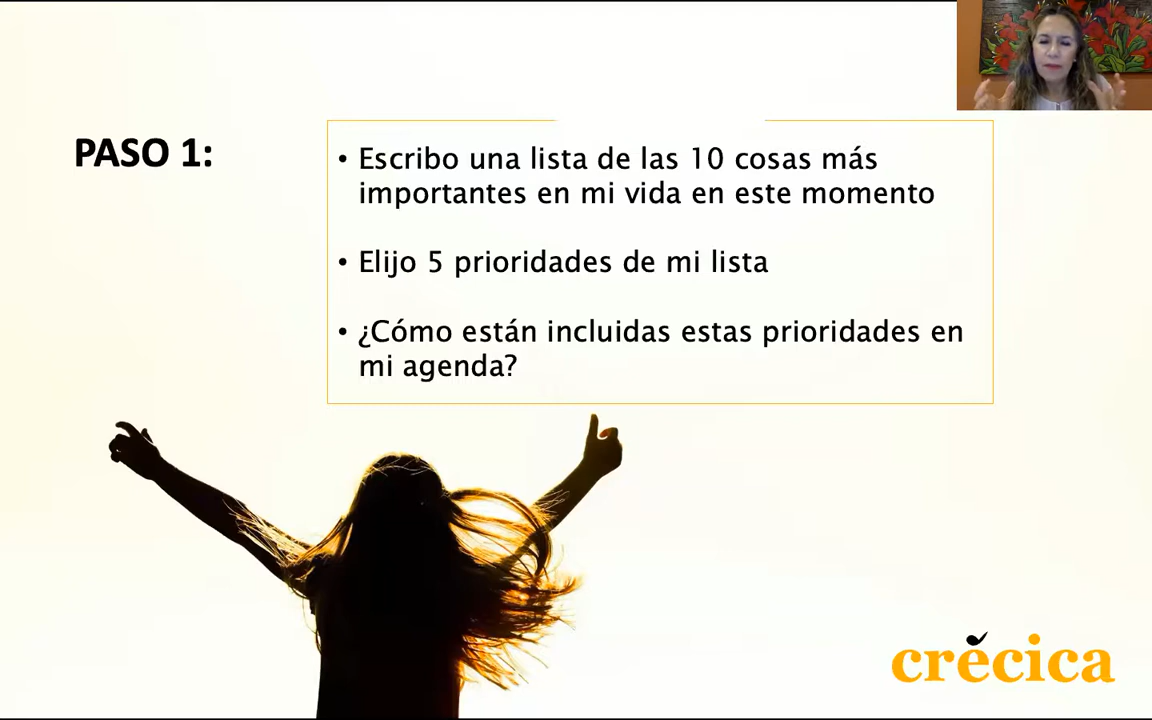 PASO 1:
• Escribo una lista de las 10 cosas más
importantes en mi vida en este momento
• Elijo 5 prioridades de mi lista
• ¿Cómo están incluidas estas prioridades en
mi agenda?
crecica